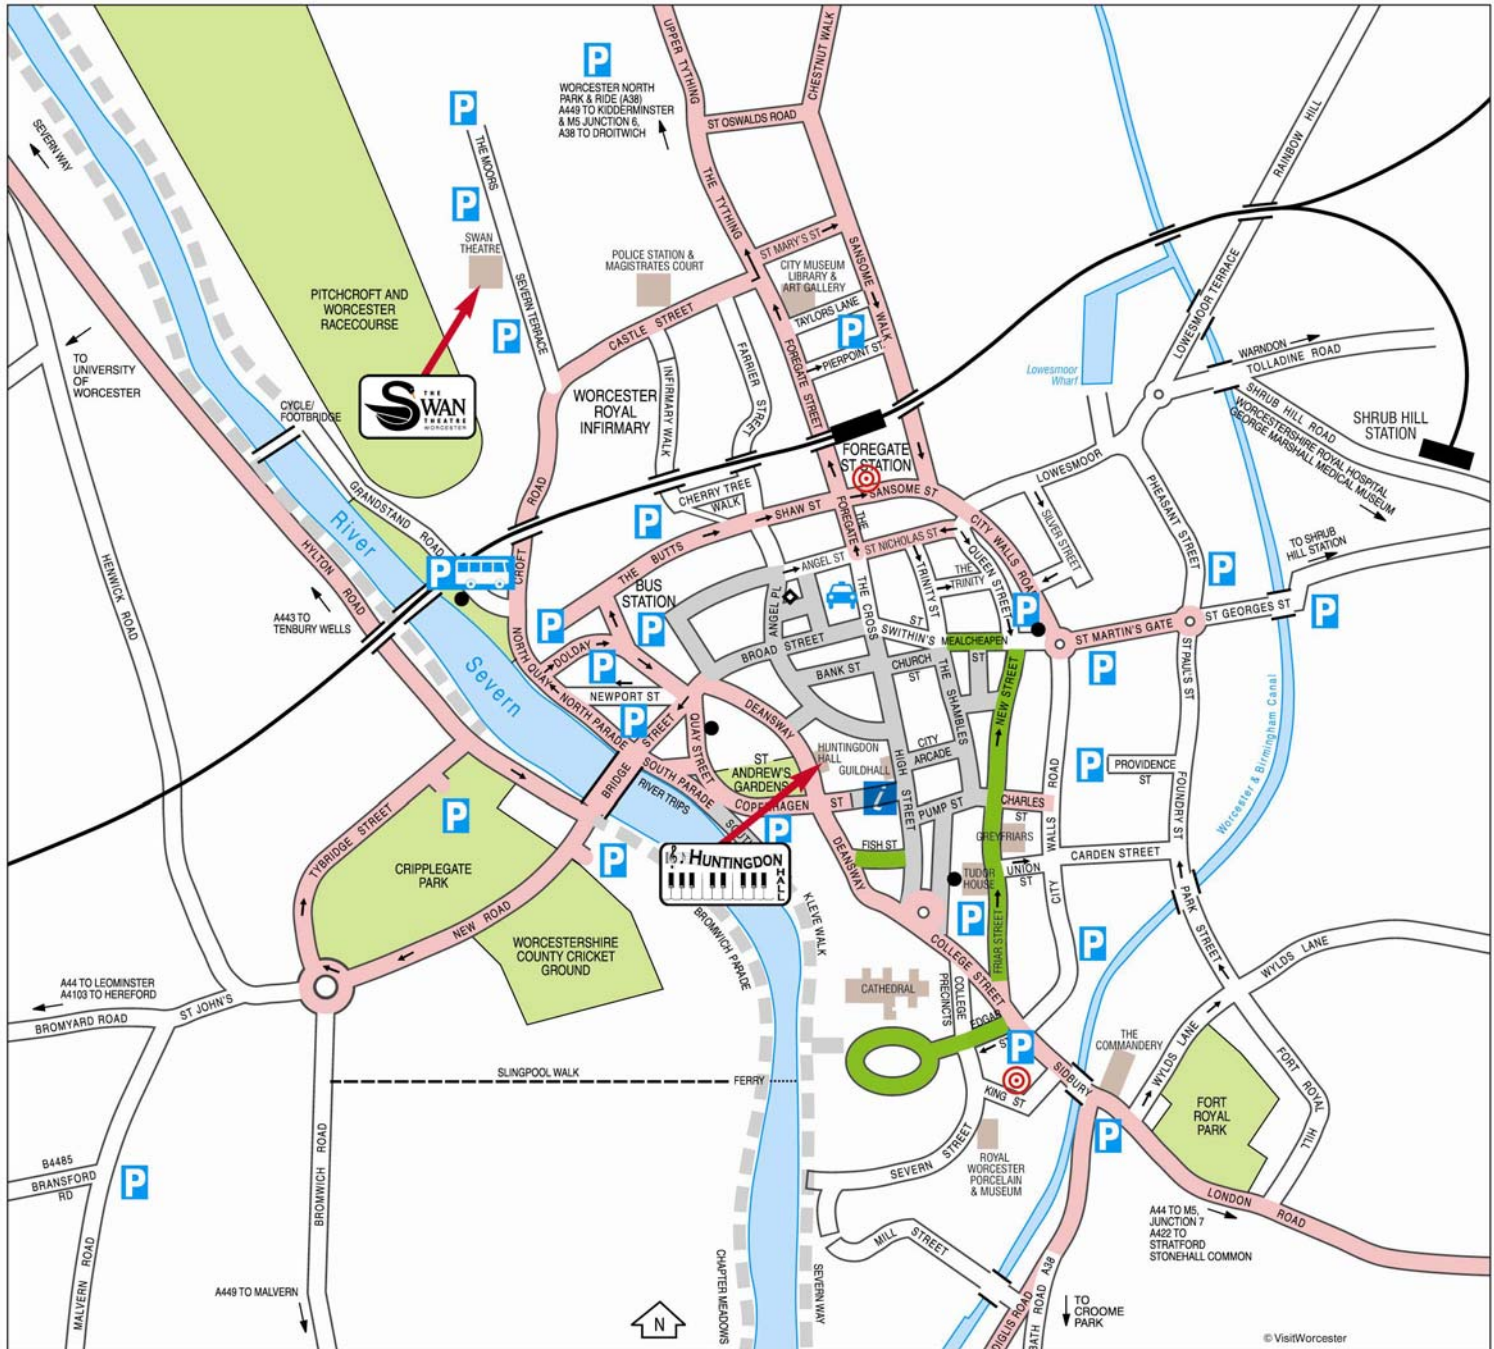 UPPER TYTHING
CHESTNUT WALK
P
WORCESTER NORTH
PARK & RIDE (A38)
A449 TO KIDDERMINSTER
& M5 JUNCTION 6,
A38 TO DROITWICH
ST OSWALDS ROAD
P
THE MOORS
SEVERN WAY
RAINBOW HILL
THE TYTHING
P
SWAN
THEATRE
POLICE STATION &
MAGISTRATES COURT
ST MARY'S ST
SANSOME WALK
CITY MUSEUM
LIBRARY &
ART GALLERY
TAYLORS LANE
PITCHCROFT AND
WORCESTER
RACECOURSE
SEVERN TERRACE
P
CASTLE STREET
P
PIERPOINT ST
FOREGATE STREET
FARRIER STREET
INFIRMARY WALK
LOWESMOOR TERRACE
WARNDON
TOLLADINE ROAD
TO
UNIVERSITY
OF
WORCESTER
THE
SWAN
THEATRE
WORCESTER
WORCESTER
ROYAL
INFIRMARY
Lowesmoor
Wharf
SHRUB HILL ROAD
WORCESTERSHIRE ROYAL HOSPITAL
GEORGE MARSHALL MEDICAL MUSEUM
SHRUB HILL
STATION
CYCLE/
FOOTBRIDGE
FOREGATE
ST STATION
LOWESMOOR
GRANDSTAND ROAD
CHERRY TREE
WALK
SANSOME ST
SHAW ST
THE
FOREGATE
P
THE BUTTS
ST NICHOLAS ST
CITY WALLS ROAD
SILVER STREET
PHEASANT STREET
TO SHRUB
HILL STATION
River
Severn
HYLTON ROAD
HENWICK ROAD
CROFT ROAD
P
BUS
STATION
ANGEL ST
ANGEL PL
THE CROSS
TRINITY ST
THE
TRINITY
QUEEN STREET
P
P
ST GEORGES ST
P
A443 TO
TENBURY WELLS
NORTH QUAY
P
P
DOLDAY
P
BROAD STREET
ST
SWITHIN'S
MEALCHEAPEN
ST
ST MARTIN'S GATE
P
ST PAUL'S ST
NEWPORT ST
BANK ST
CHURCH
ST
THE SHAMBLES
NEW STREET
NORTH PARADE
P
BRIDGE STREET
QUAY STREET
DEANSWAY
HUNTINGDON
HALL
GUILDHALL
CITY
ARCADE
HIGH STREET
Worcester & Birmingham Canal
ST
ANDREW'S
GARDENS
SOUTH PARADE
RIVER TRIPS
COPENHAGEN ST
i
PUMP ST
CHARLES
ST
P
PROVIDENCE
ST
FOUNDRY ST
P
TYBRIDGE STREET
P
P
HUNTINGDON
HALL
FISH ST
DEANSWAY
GREYFRIARS
TUDOR
HOUSE
UNION
ST
CITY WALLS ROAD
CARDEN STREET
CRIPPLEGATE
PARK
NEW ROAD
WORCESTERSHIRE
COUNTY CRICKET
GROUND
BROMWICH PARADE
KLEVE WALK
P
FRIAR STREET
P
PARK STREET
WYLDS LANE
COLLEGE STREET
CATHEDRAL
COLLEGE
PRECINCTS
A44 TO LEOMINSTER
A4103 TO HEREFORD
BROMYARD ROAD
ST JOHN'S
EDGAR
P
THE
COMMANDERY
WYLDS LANE
SIDBURY
KING ST
FORT ROYAL HILL
SLINGPOOL WALK
FERRY
FORT
ROYAL
PARK
P
B4485
BRANSFORD
RD
P
BROMWICH ROAD
SEVERN STREET
ROYAL
WORCESTER
PORCELAIN
& MUSEUM
LONDON ROAD
A44 TO M5,
JUNCTION 7
A422 TO
STRATFORD
STONEHALL COMMON
MALVERN ROAD
MILL STREET
A449 TO MALVERN
CHAPTER MEADOWS
SEVERN WAY
DIGLIS ROAD
BATH ROAD A38
TO
CROOME
PARK
N
© VisitWorcester